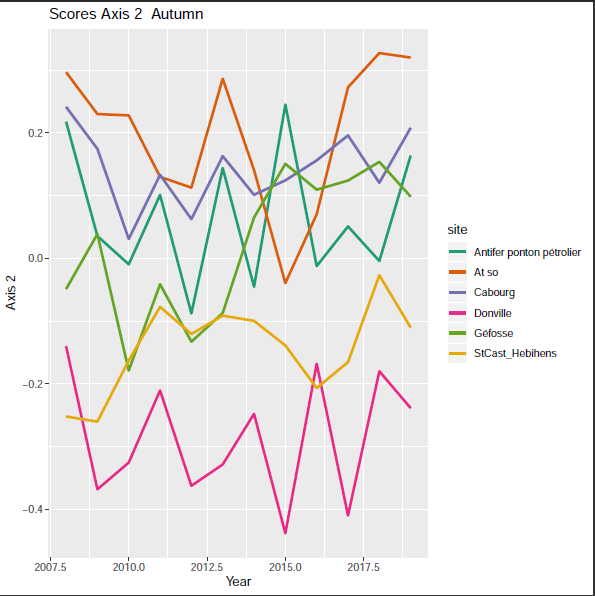 Scores Axis 2  Autumn
0.2
0.0
−0.2
−0.4
Axis 2
2007.5
2010.0
2012.5
2015.0
2017.5
Year
site
Antifer ponton pétrolier
At so
Cabourg
Donville
Géfosse
StCast_Hebihens